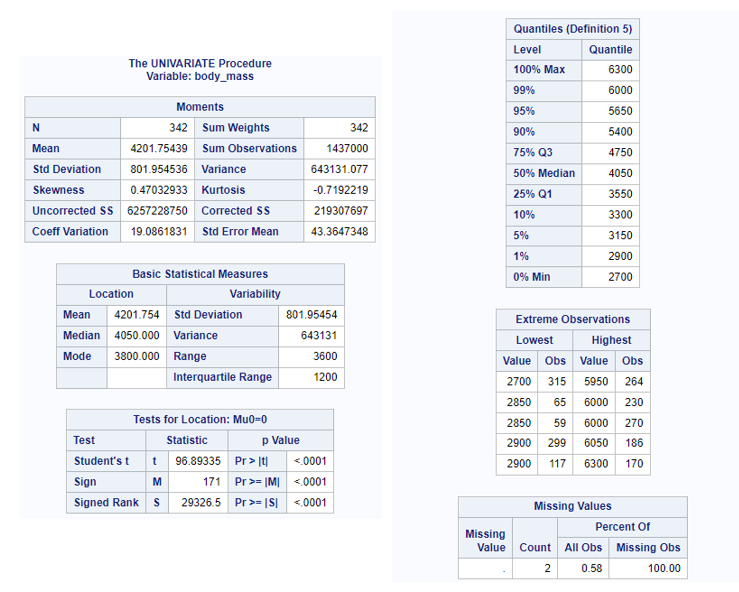 The UNIVARIATE Procedure
Variable: body_mass
Moments
N 342 Sum Weights 342
Mean 4201.75439 Sum Observations 1437000
Std Deviation 801.954536 Variance 643131.077
Skewness 0.47032933 Kurtosis -0.7192219
Uncorrected SS 6257228750 Corrected SS 219307697
Coeff Variation 19.0861831 Std Error Mean 43.3647348
Basic Statistical Measures
Location Variability
Mean 4201.754 Std Deviation 801.95454
Median 4050.000 Variance 643131
Mode 3800.000 Range 3600
Interquartile Range 1200
Tests for Location: Mu0=0
Test Statistic p Value
Student's t t 96.89335 Pr > |t| <.0001
Sign M 171 Pr >= |M| <.0001
Signed Rank S 29326.5 Pr >= |S| <.0001
Quantiles (Definition 5)
Level Quantile
100% Max 6300
99% 6000
95% 5650
90% 5400
75% Q3 4750
50% Median 4050
25% Q1 3550
10% 3300
5% 3150
1% 2900
0% Min 2700
Extreme Observations
Lowest Highest
Value Obs Value Obs
2700 315 5950 264
2850 65 6000 230
2850 59 6000 270
2900 299 6050 186
2900 117 6300 170
Missing Values
Missing Value Count Percent Of
All Obs Missing Obs
. 2 0.58 100.00